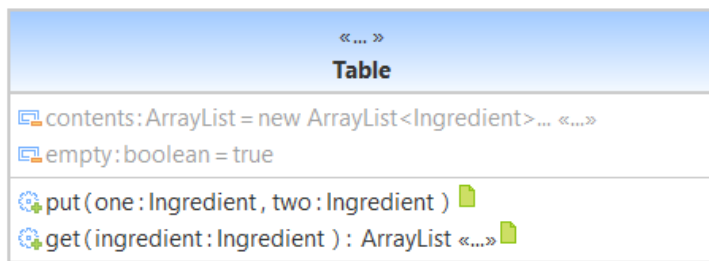 «... »
Table
contents:ArrayList = new ArrayList<Ingredient>... «...»
empty:boolean = true
put(one:Ingredient, two:Ingredient )
get(ingredient:Ingredient ): ArrayList «...»